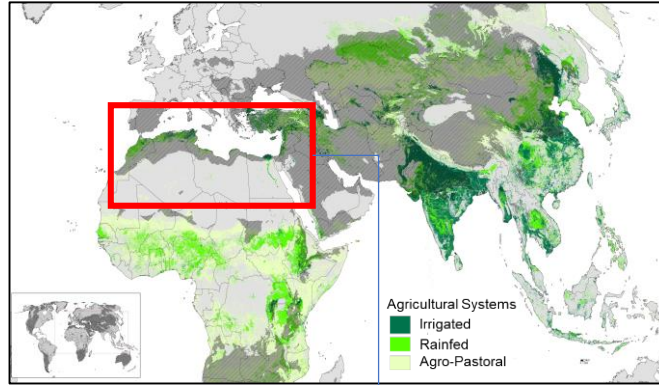 Agricultural Systems
Irrigated
Rainfed
Agro-Pastoral